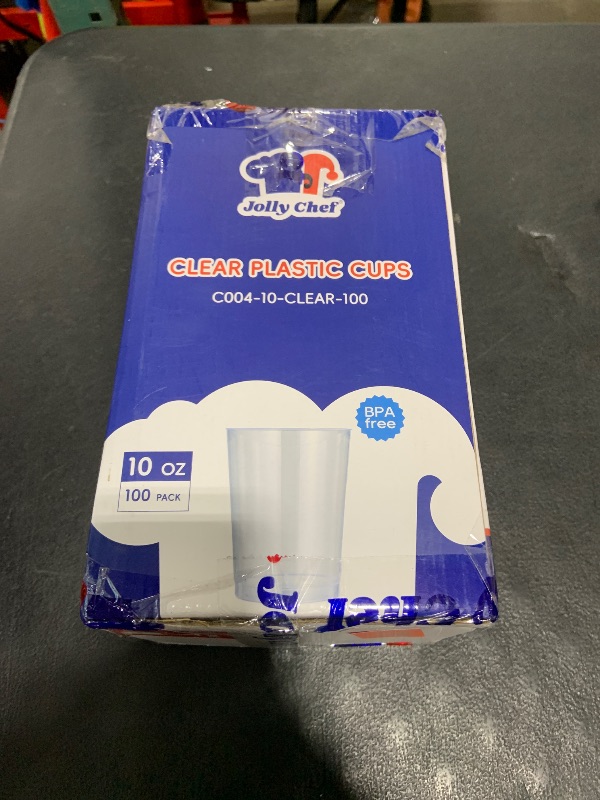 Jolly Chef
CLEAR PLASTIC CUPS
C004-10-CLEAR-100
BPA
free
10 OZ
100 PACK